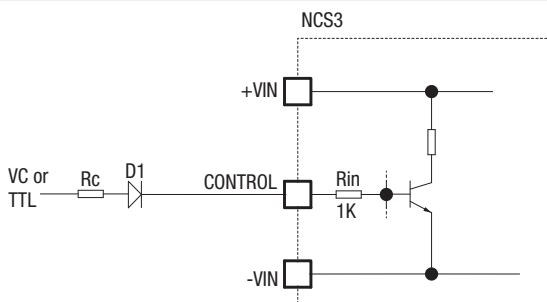 NCS3
+VIN
VC or
TTL
Rc
D1
CONTROL
Rin
1K
-VIN